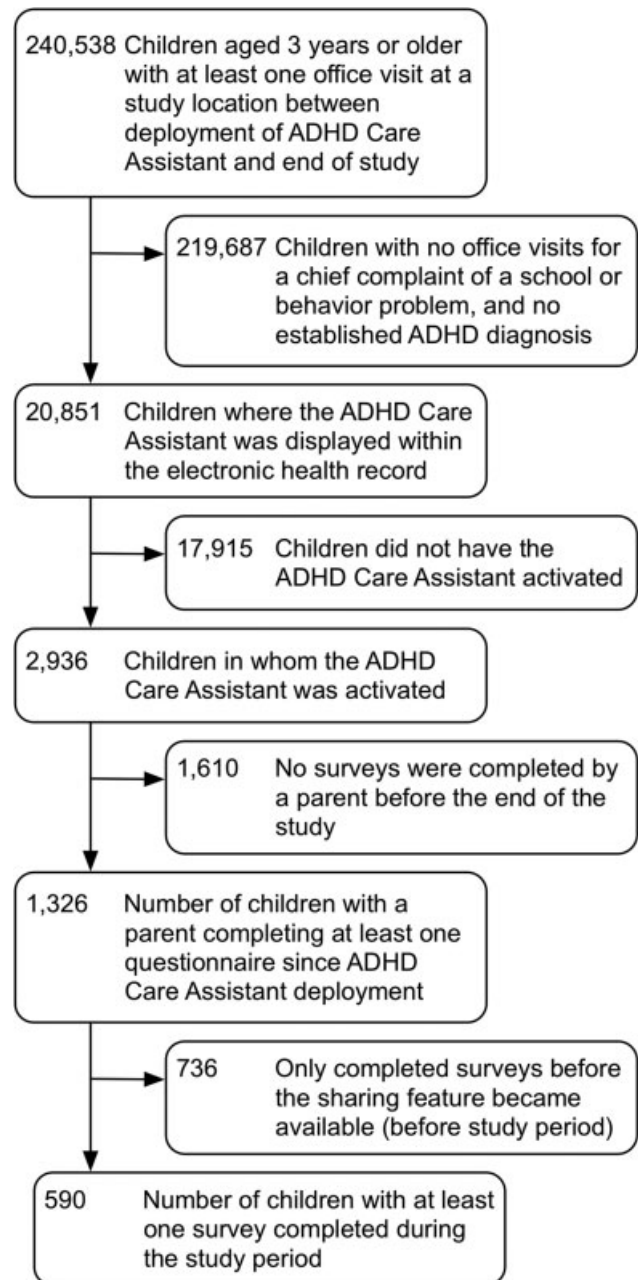 240,538 Children aged 3 years or older
with at least one office visit at a
study location between
deployment of ADHD Care
Assistant and end of study
219,687 Children with no office visits for
a chief complaint of a school or
behavior problem, and no
established ADHD diagnosis
20,851 Children where the ADHD Care
Assistant was displayed within
the electronic health record
17,915 Children did not have the
ADHD Care Assistant activated
2,936 Children in whom the ADHD
Care Assistant was activated
1,610 No surveys were completed by
a parent before the end of the
study
1,326 Number of children with a
parent completing at least one
questionnaire since ADHD
Care Assistant deployment
736 Only completed surveys before
the sharing feature became
available (before study period)
590 Number of children with at least
one survey completed during
the study period